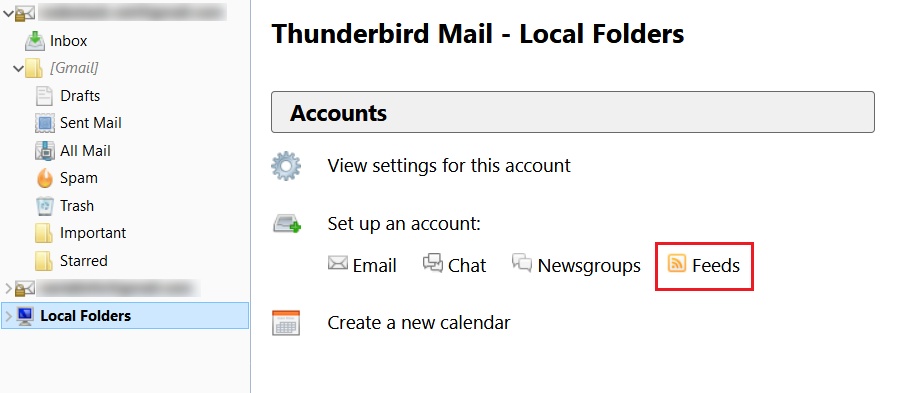 Inbox
[Gmail]
Drafts
Sent Mail
All Mail
Spam
Trash
Important
Starred
Local Folders
Thunderbird Mail - Local Folders
Accounts
View settings for this account
Set up an account:
Email Chat Newsgroups Feeds
Create a new calendar